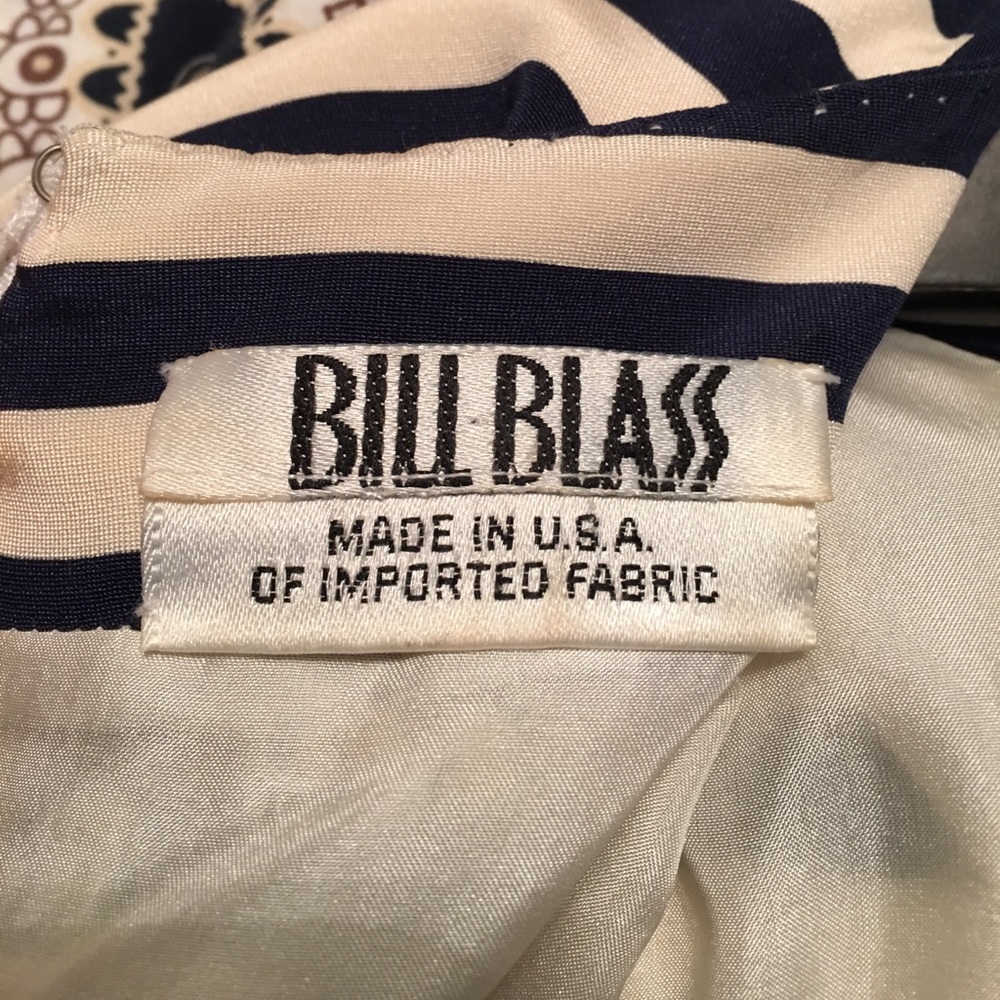 BILL BLASS
MADE IN U.S.A.
OF IMPORTED FABRIC